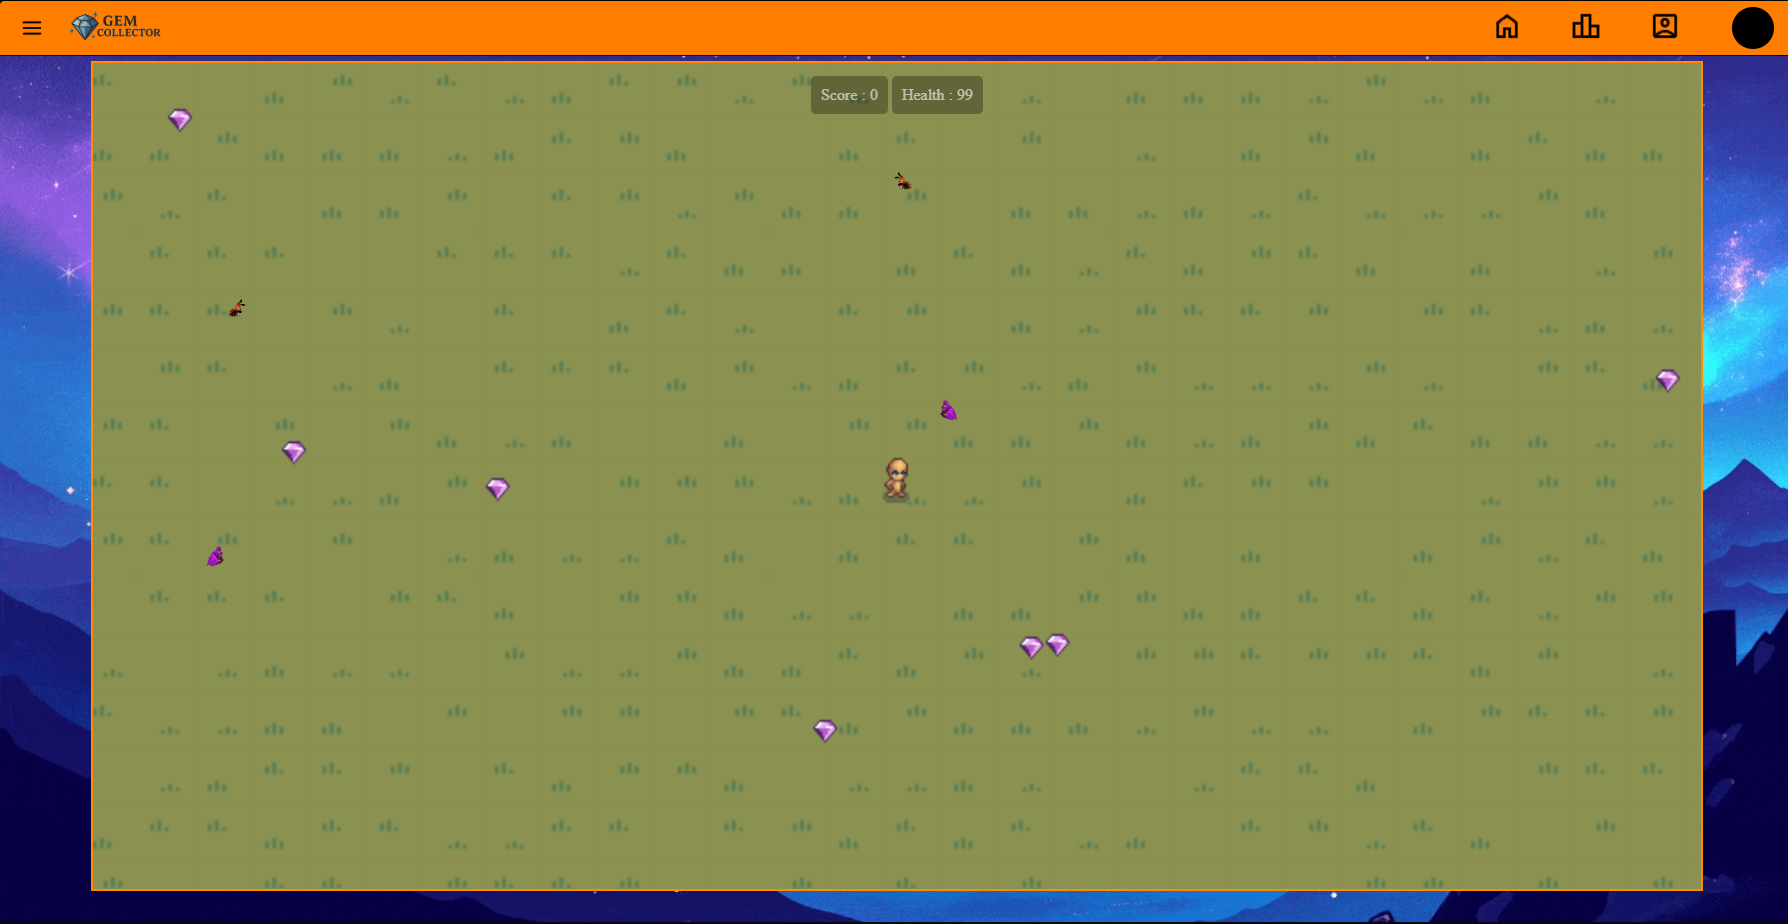 GEM
COLLECTOR
Score : 0
Health : 99